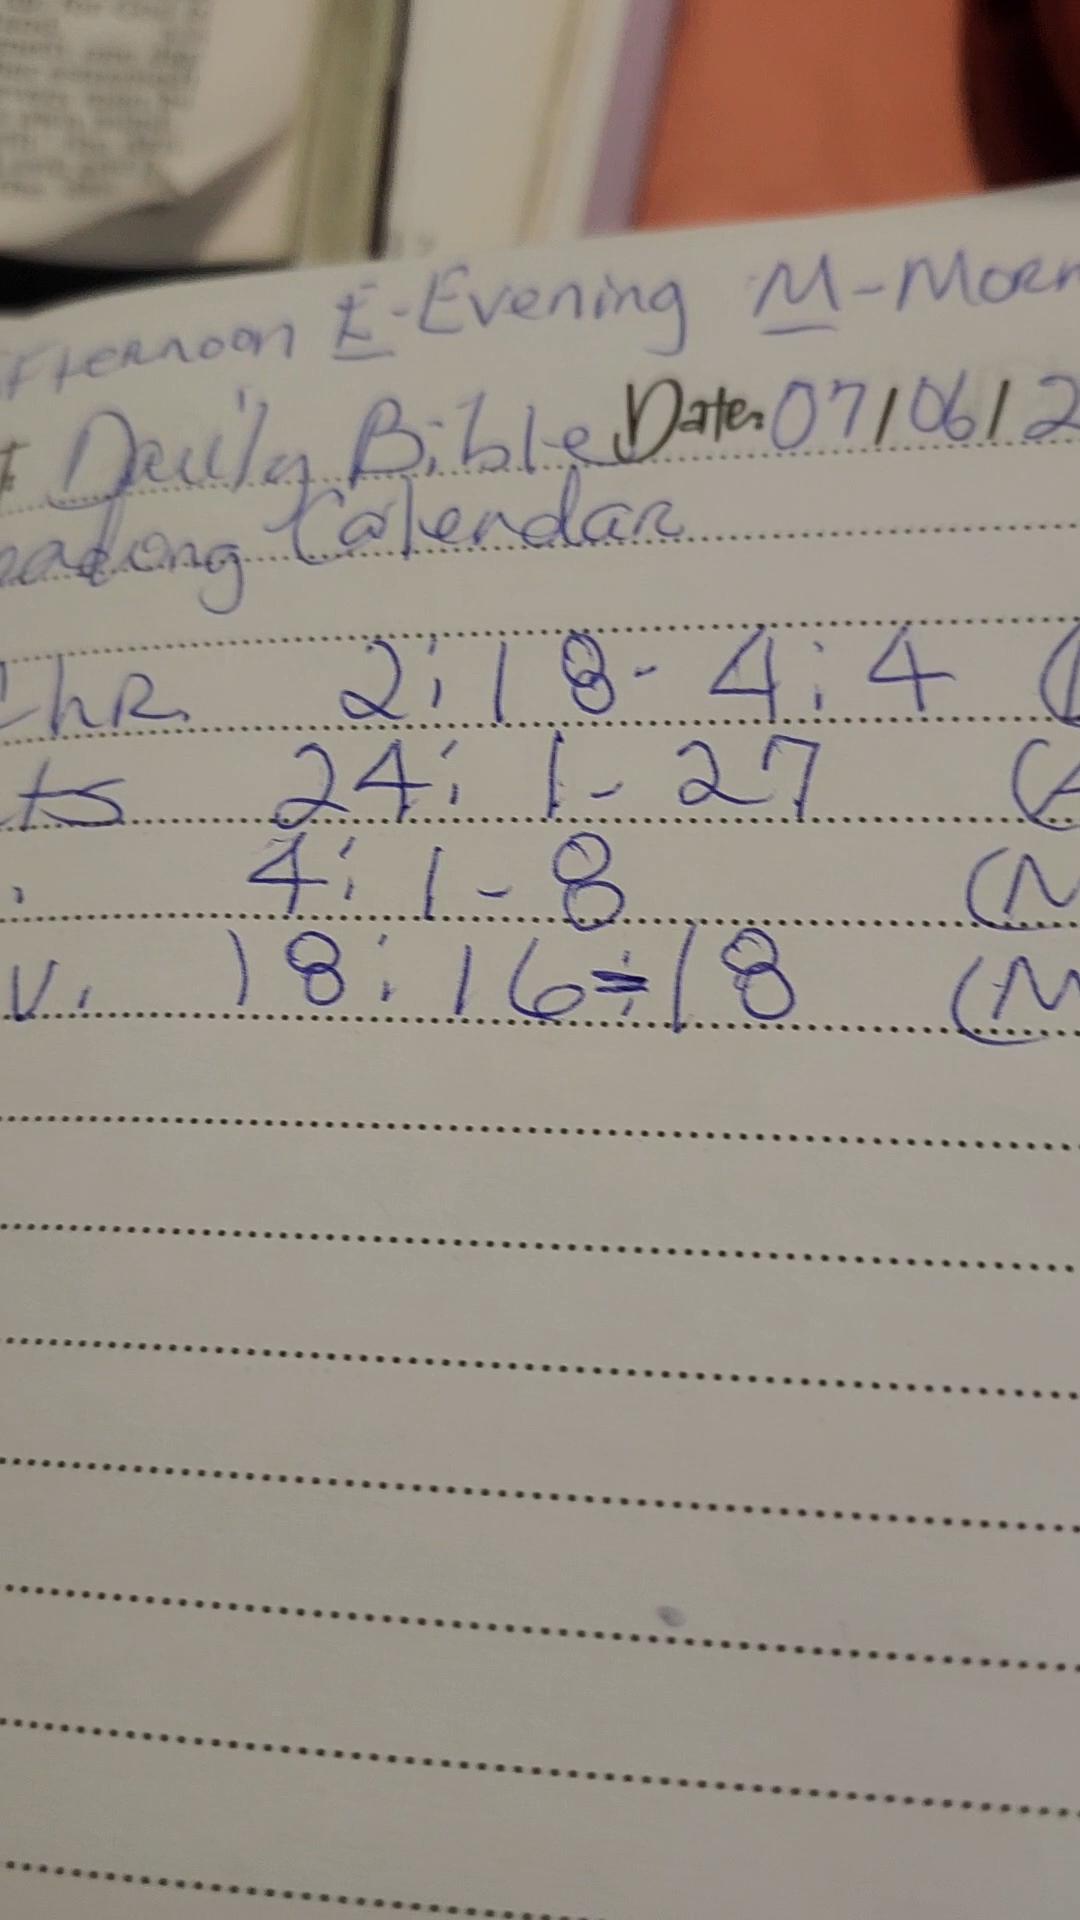 fternoon E-Evening M-Morn
Daily Bible Date: 07/06/2
eading Calendar
Chr. 2:18-4:4 (
ts 24:1-27 (A
. 4:1-8 (M
v. 18:16-18 (M